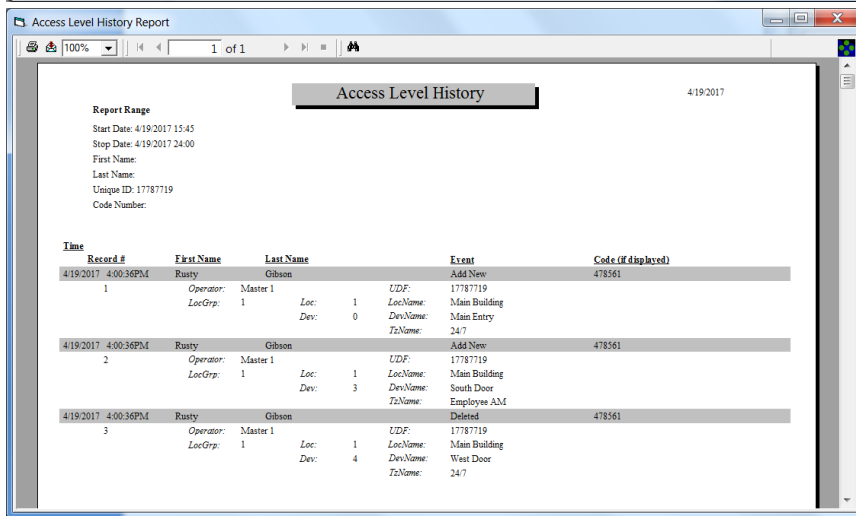 Access Level History Report
100% 1 of 1
Access Level History 4/19/2017
Report Range
Start Date: 4/19/2017 15:45
Stop Date: 4/19/2017 24:00
First Name:
Last Name:
Unique ID: 17787719
Code Number:
Time
Record # First Name Last Name Event Code (if displayed)
4/19/2017 4:00:36PM Rusty Gibson Add New 478561
1 Operator: Master 1 UDF: 17787719
LocGrp: 1 Loc: 1 LocName: Main Building
Dev: 0 DevName: Main Entry
TzName: 24/7
4/19/2017 4:00:36PM Rusty Gibson Add New 478561
2 Operator: Master 1 UDF: 17787719
LocGrp: 1 Loc: 1 LocName: Main Building
Dev: 3 DevName: South Door
TzName: Employee AM
4/19/2017 4:00:36PM Rusty Gibson Deleted 478561
3 Operator: Master 1 UDF: 17787719
LocGrp: 1 Loc: 1 LocName: Main Building
Dev: 4 DevName: West Door
TzName: 24/7